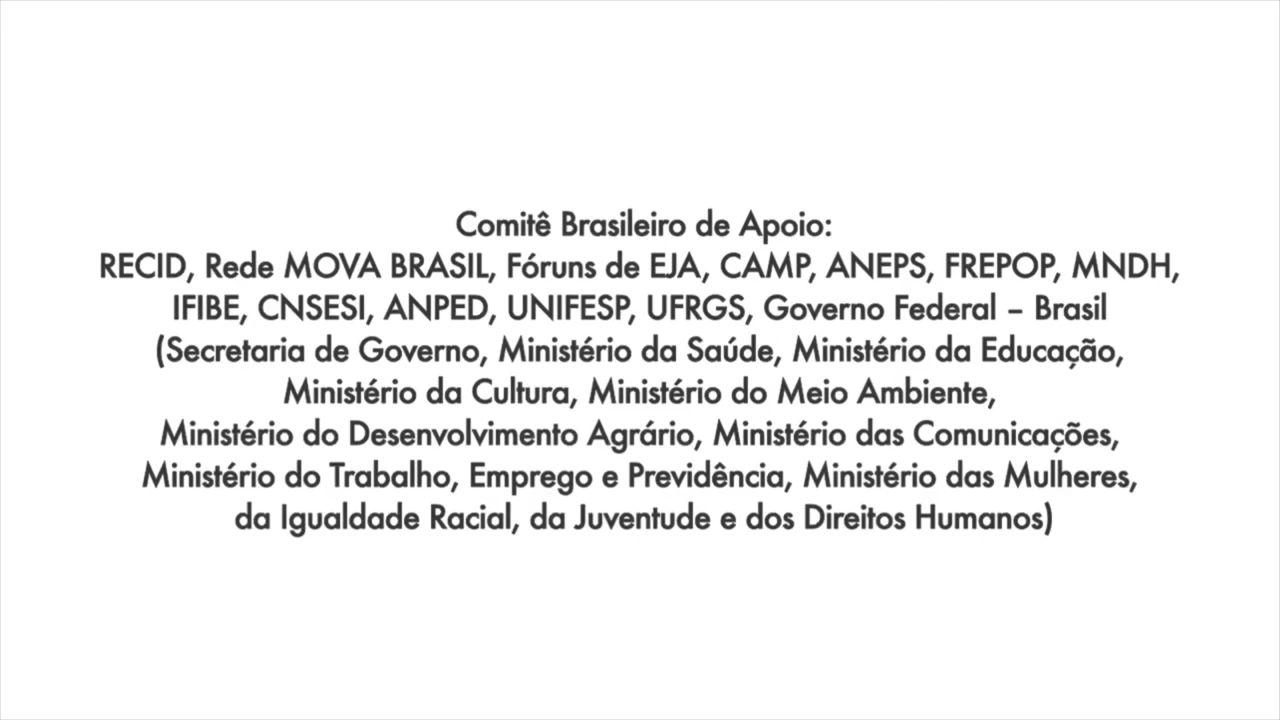 Comitê Brasileiro de Apoio:
RECID, Rede MOVA BRASIL, Fóruns de EJA, CAMP, ANEPS, FREPOP, MNDH,
IFIBE, CNSESI, ANPED, UNIFESP, UFRGS, Governo Federal – Brasil
(Secretaria de Governo, Ministério da Saúde, Ministério da Educação,
Ministério da Cultura, Ministério do Meio Ambiente,
Ministério do Desenvolvimento Agrário, Ministério das Comunicações,
Ministério do Trabalho, Emprego e Previdência, Ministério das Mulheres,
da Igualdade Racial, da Juventude e dos Direitos Humanos)